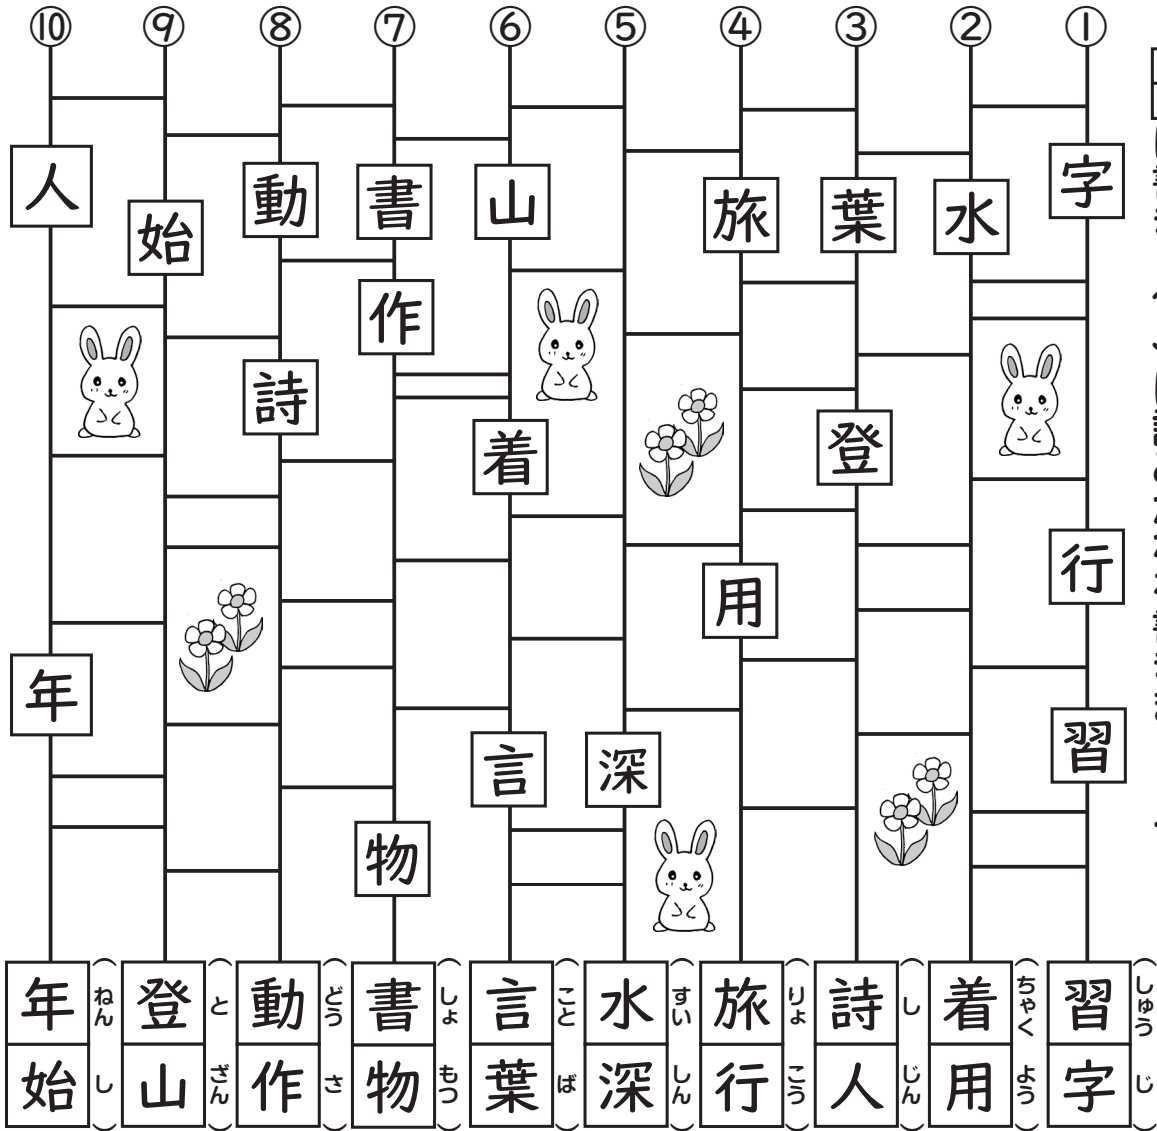 ⑩ ⑨ ⑧ ⑦ ⑥ ⑤ ④ ③ ② ①
字
人
動 書 山
旅 葉 水
始
作
詩
登
着
行
用
年
習
言 深
物
習字(しゅうじ)
着用(ちゃくよう)
詩人(しじん)
旅行(りょこう)
水深(すいしん)
言葉(ことば)
書物(しょもつ)
動作(どうさ)
登山(とざん)
年始(ねんし)